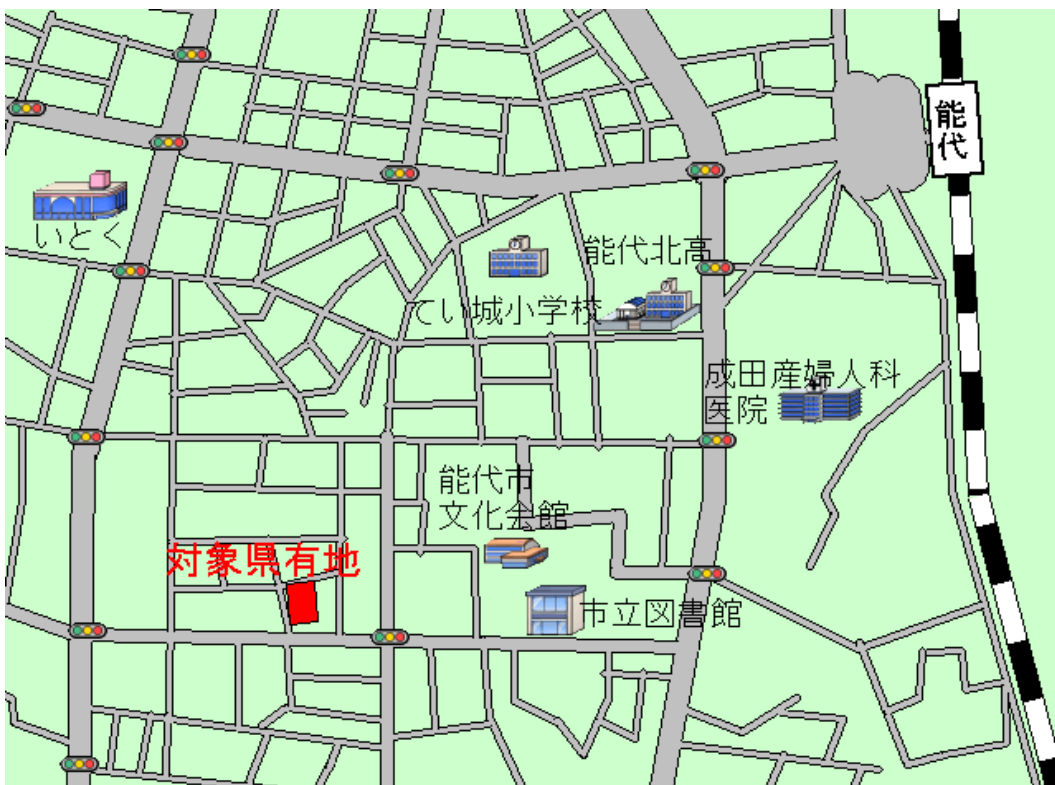 能代
いとく
能代北高
てい城小学校
成田産婦人科
医院
能代市
文化会館
対象県有地
市立図書館